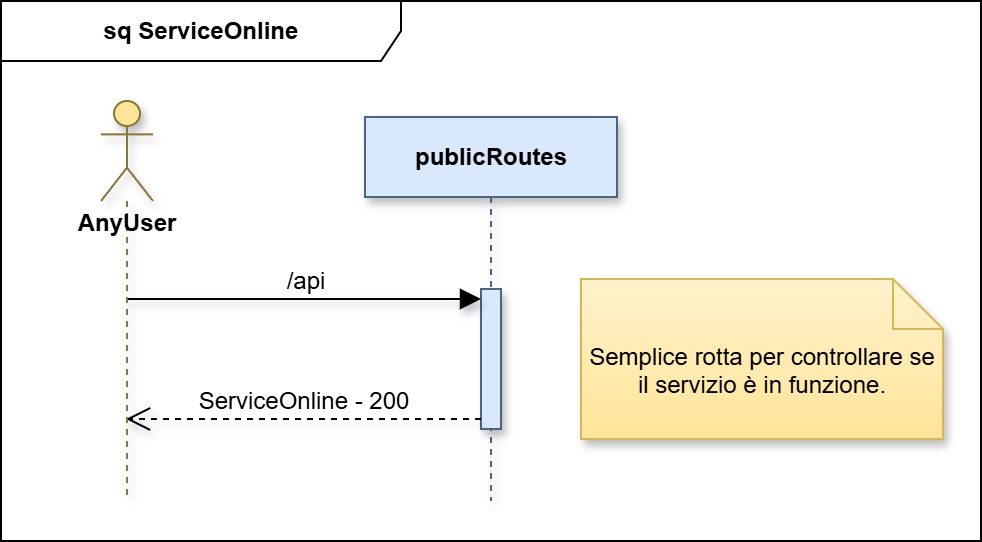 sq ServiceOnline
publicRoutes
AnyUser
/api
Semplice rotta per controllare se
il servizio è in funzione.
ServiceOnline - 200